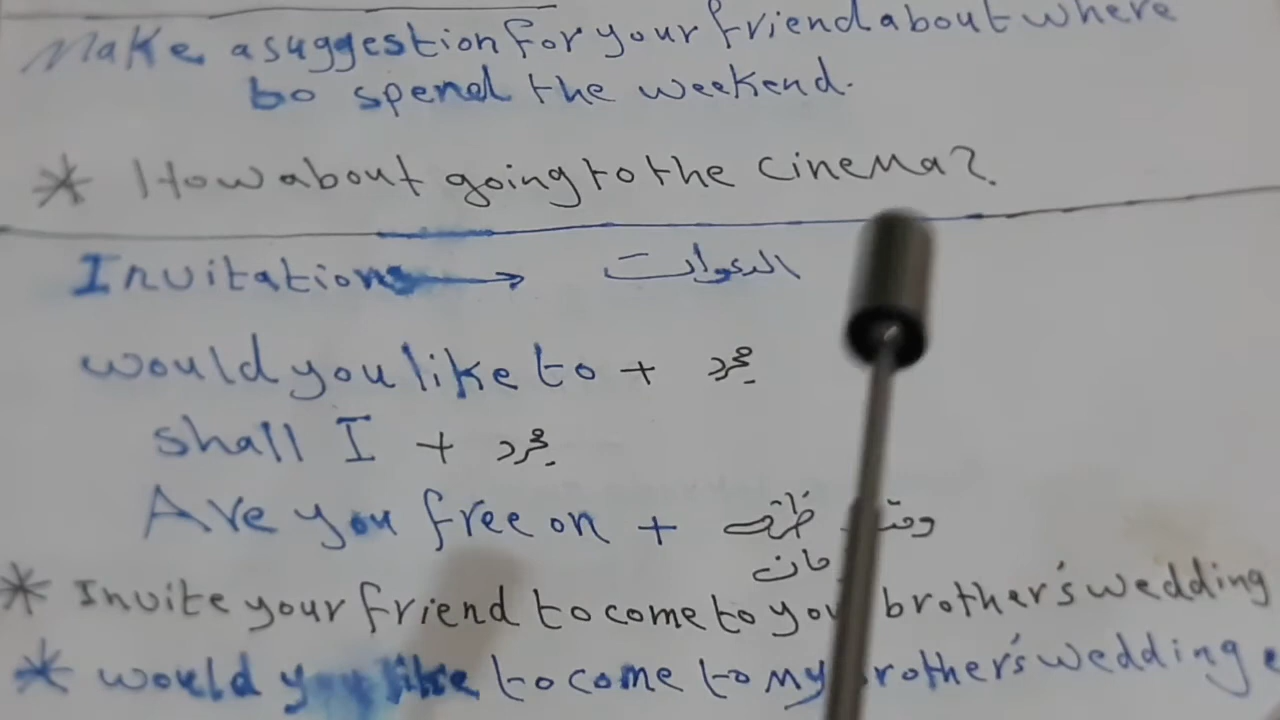 Make a suggestion for your friend about where
to spend the weekend.
* How about going to the cinema?
Invitations → الدعوات
would you like to + مجرد
shall I + مجرد
Are you free on + ظرف
* Invite your friend to come to your brother's wedding
* would you like to come to my brother's wedding